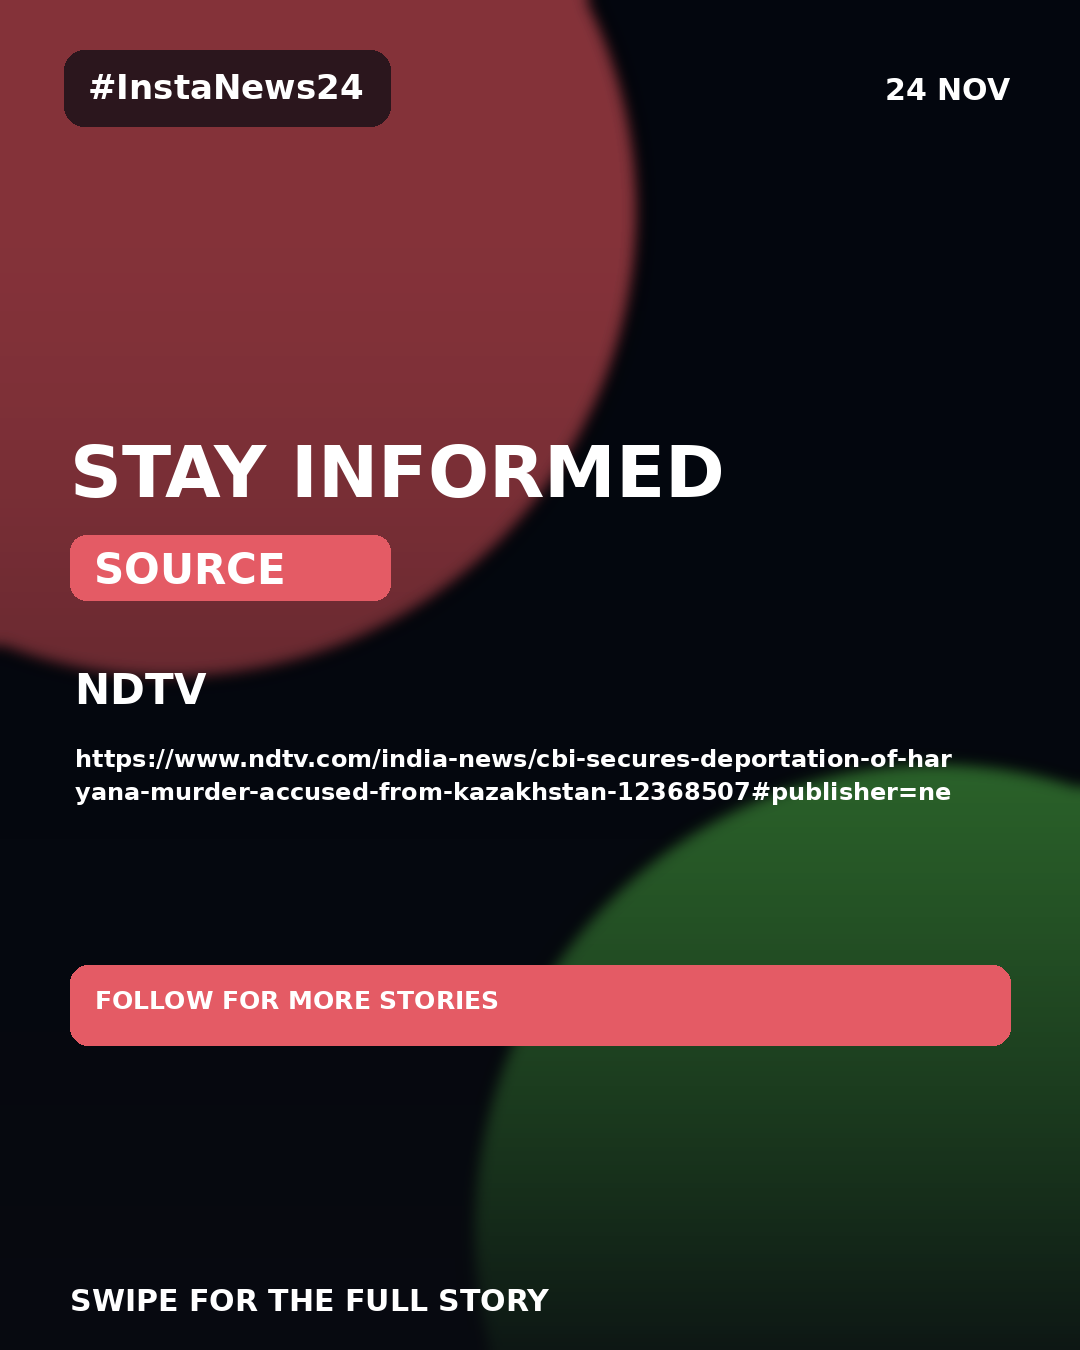 #InstaNews24
24 NOV
STAY INFORMED
SOURCE
NDTV
https://www.ndtv.com/india-news/cbi-secures-deportation-of-har
yana-murder-accused-from-kazakhstan-12368507#publisher=ne
FOLLOW FOR MORE STORIES
SWIPE FOR THE FULL STORY